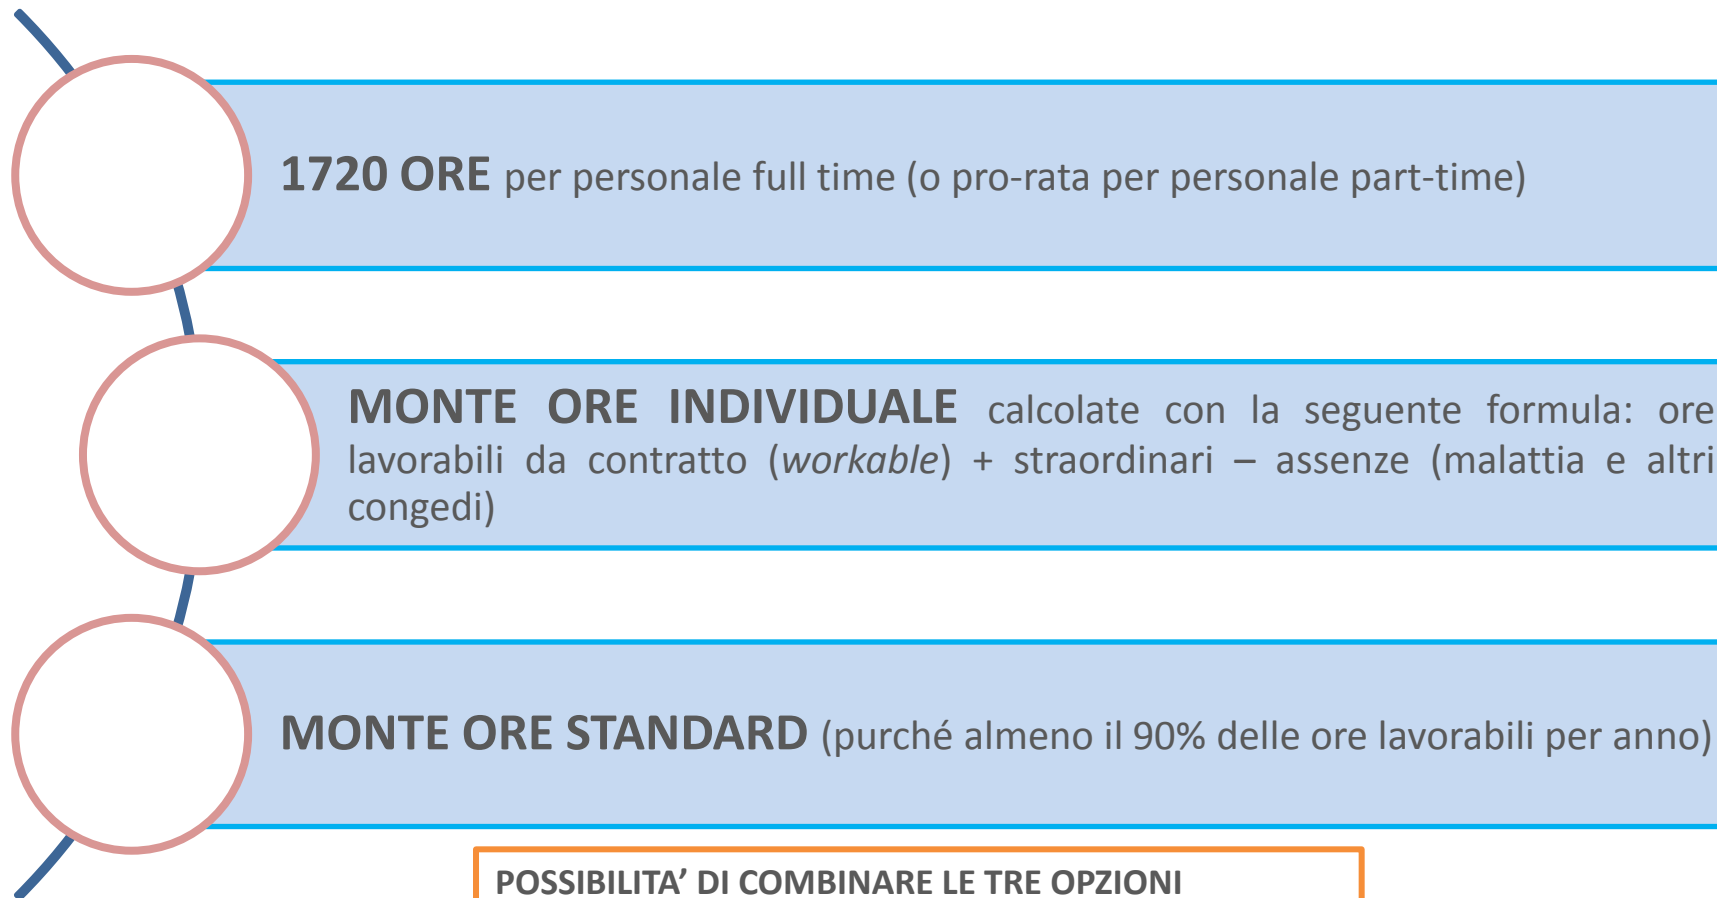 1720 ORE per personale full time (o pro-rata per personale part-time)
MONTE ORE INDIVIDUALE calcolate con la seguente formula: ore
lavorabili da contratto (workable) + straordinari – assenze (malattia e altri
congedi)
MONTE ORE STANDARD (purché almeno il 90% delle ore lavorabili per anno)
POSSIBILITA’ DI COMBINARE LE TRE OPZIONI